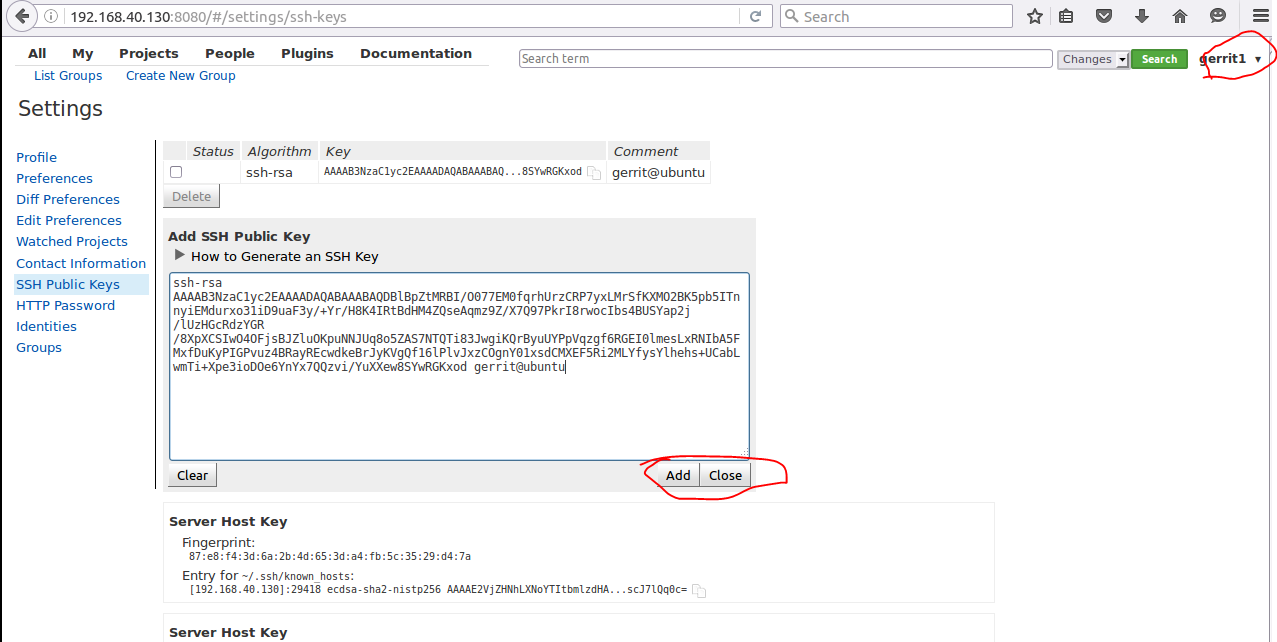 192.168.40.130:8080/#/settings/ssh-keys
Search
All My Projects People Plugins Documentation
Search term
Changes
Search
gerrit1
List Groups Create New Group
Settings
Profile
Preferences
Diff Preferences
Edit Preferences
Watched Projects
Contact Information
SSH Public Keys
HTTP Password
Identities
Groups
Status Algorithm Key Comment
ssh-rsa AAAAB3NzaC1yc2EAAAADAQABAAABAQ...8SYwRGKxod gerrit@ubuntu
Delete
Add SSH Public Key
How to Generate an SSH Key
ssh-rsa
AAAAB3NzaC1yc2EAAAADAQABAAABAQDBlBpZtMRBI/O077EM0fqrhUrzCRP7yxLMrSfKXMO2BK5pb5ITn
nyiEMdurxo31iD9uaF3y/+Yr/H8K4IRtBdHM4ZQseAqmz9Z/X7Q97PkrI8rwocIbs4BUSYap2j
/lUzHGcRdzYGR
/8XpXCSIwO4OFjsBJZluOKpuNNJUq8o5ZAS7NTQTi83JwgiKQrByuUYPpVqzgf6RGEI0lmesLxRNIbA5F
MxfDuKyPIGPvuz4BRayREcwdkeBrJyKVgQf16lPlvJxzCOgnY01xsdCMXEF5Ri2MLYfysYlhehs+UCabL
wmTi+Xpe3ioDOe6YnYx7QQzvi/YuXXew8SYwRGKxod gerrit@ubuntu
Clear
Add Close
Server Host Key
Fingerprint:
87:e8:f4:3d:6a:2b:4d:65:3d:a4:fb:5c:35:29:d4:7a
Entry for ~/.ssh/known_hosts:
[192.168.40.130]:29418 ecdsa-sha2-nistp256 AAAAE2VjZHNhLXNoYTItbmlzdHA...scJ7lQq0c=
Server Host Key